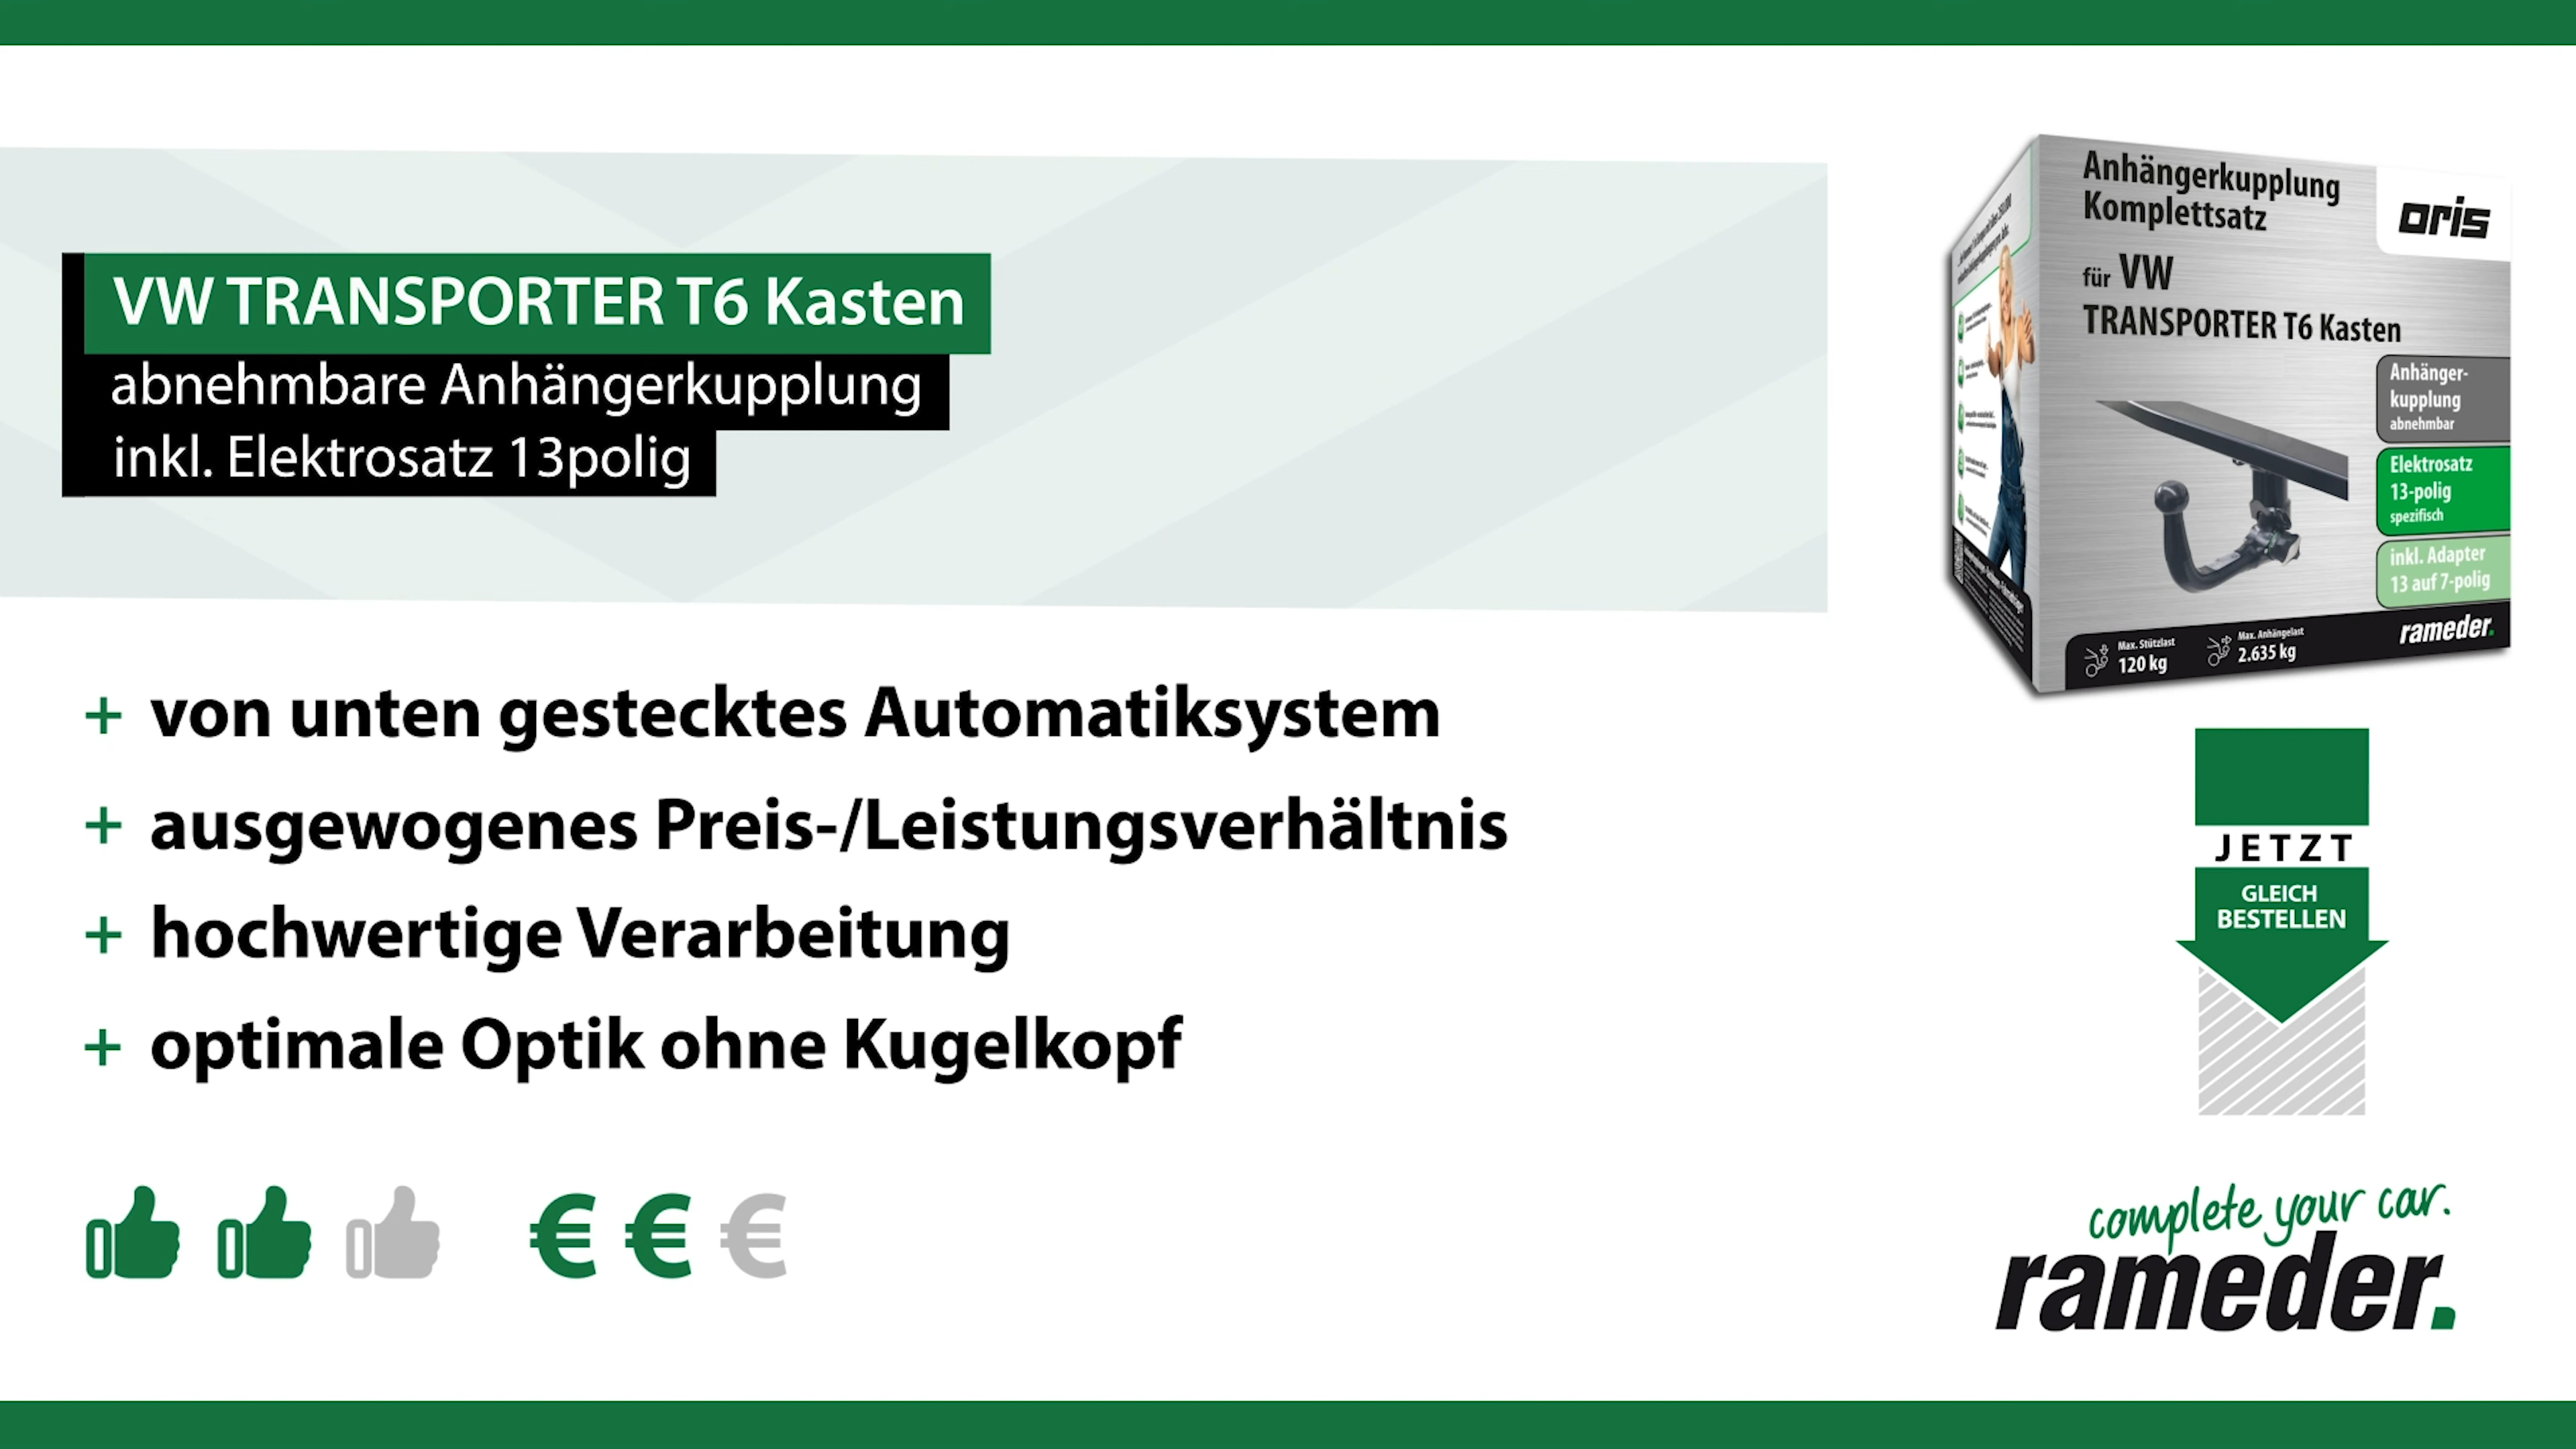 VW TRANSPORTER T6 Kasten
abnehmbare Anhängerkupplung
inkl. Elektrosatz 13polig
+ von unten gestecktes Automatiksystem
+ ausgewogenes Preis-/Leistungsverhältnis
+ hochwertige Verarbeitung
+ optimale Optik ohne Kugelkopf
€ € €
Anhängerkupplung
Komplettsatz
oris
für VW
TRANSPORTER T6 Kasten
Anhänger-
kupplung
abnehmbar
Elektrosatz
13-polig
spezifisch
inkl. Adapter
13 auf 7-polig
Max. Stützlast
120 kg
Max. Anhängelast
2.635 kg
rameder.
JETZT
GLEICH
BESTELLEN
complete your car.
rameder.